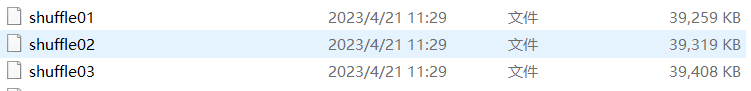 shuffle01 2023/4/21 11:29 文件 39,259 KB
shuffle02 2023/4/21 11:29 文件 39,319 KB
shuffle03 2023/4/21 11:29 文件 39,408 KB